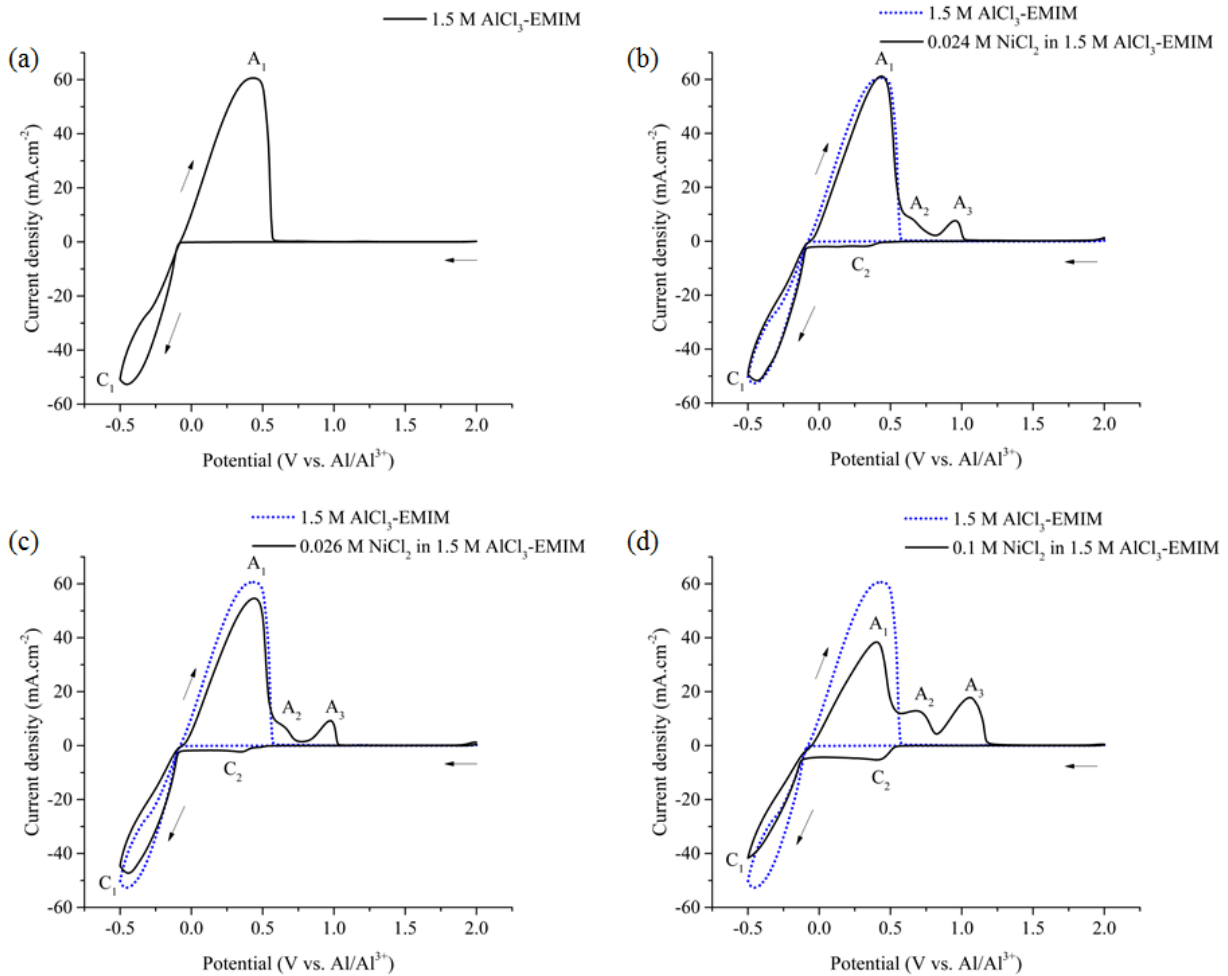 1.5 M AlCl3-EMIM
(a)
A1
60
40
20
0
-20
-40
-60
C1
Current density (mA.cm-2)
-0.5 0.0 0.5 1.0 1.5 2.0
Potential (V vs. Al/Al3+)
1.5 M AlCl3-EMIM
0.024 M NiCl2 in 1.5 M AlCl3-EMIM
(b)
A1
A2 A3
C2
60
40
20
0
-20
-40
-60
C1
Current density (mA.cm-2)
-0.5 0.0 0.5 1.0 1.5 2.0
Potential (V vs. Al/Al3+)
1.5 M AlCl3-EMIM
0.026 M NiCl2 in 1.5 M AlCl3-EMIM
(c)
A1
A2 A3
C2
60
40
20
0
-20
-40
-60
C1
Current density (mA.cm-2)
-0.5 0.0 0.5 1.0 1.5 2.0
Potential (V vs. Al/Al3+)
1.5 M AlCl3-EMIM
0.1 M NiCl2 in 1.5 M AlCl3-EMIM
(d)
A1
A2 A3
C2
60
40
20
0
-20
-40
-60
C1
Current density (mA.cm-2)
-0.5 0.0 0.5 1.0 1.5 2.0
Potential (V vs. Al/Al3+)